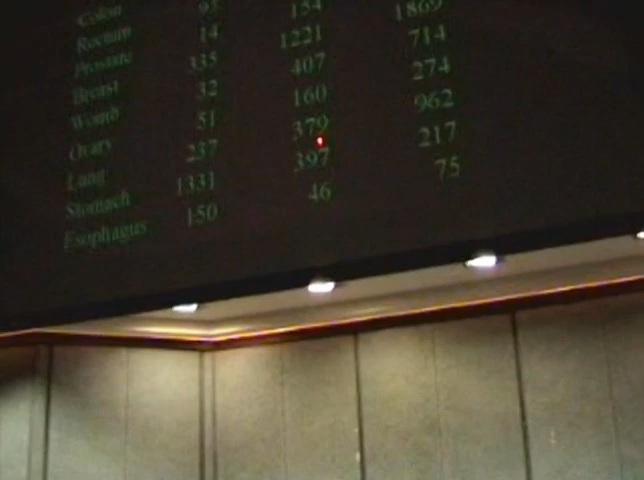 Colon
Rectum 95
Prostate 14 154
Breast 335 1221 1869
Womb 32 407 714
Ovary 51 160 274
Lung 237 379 962
Stomach 1331 397 217
Esophagus 150 46 75